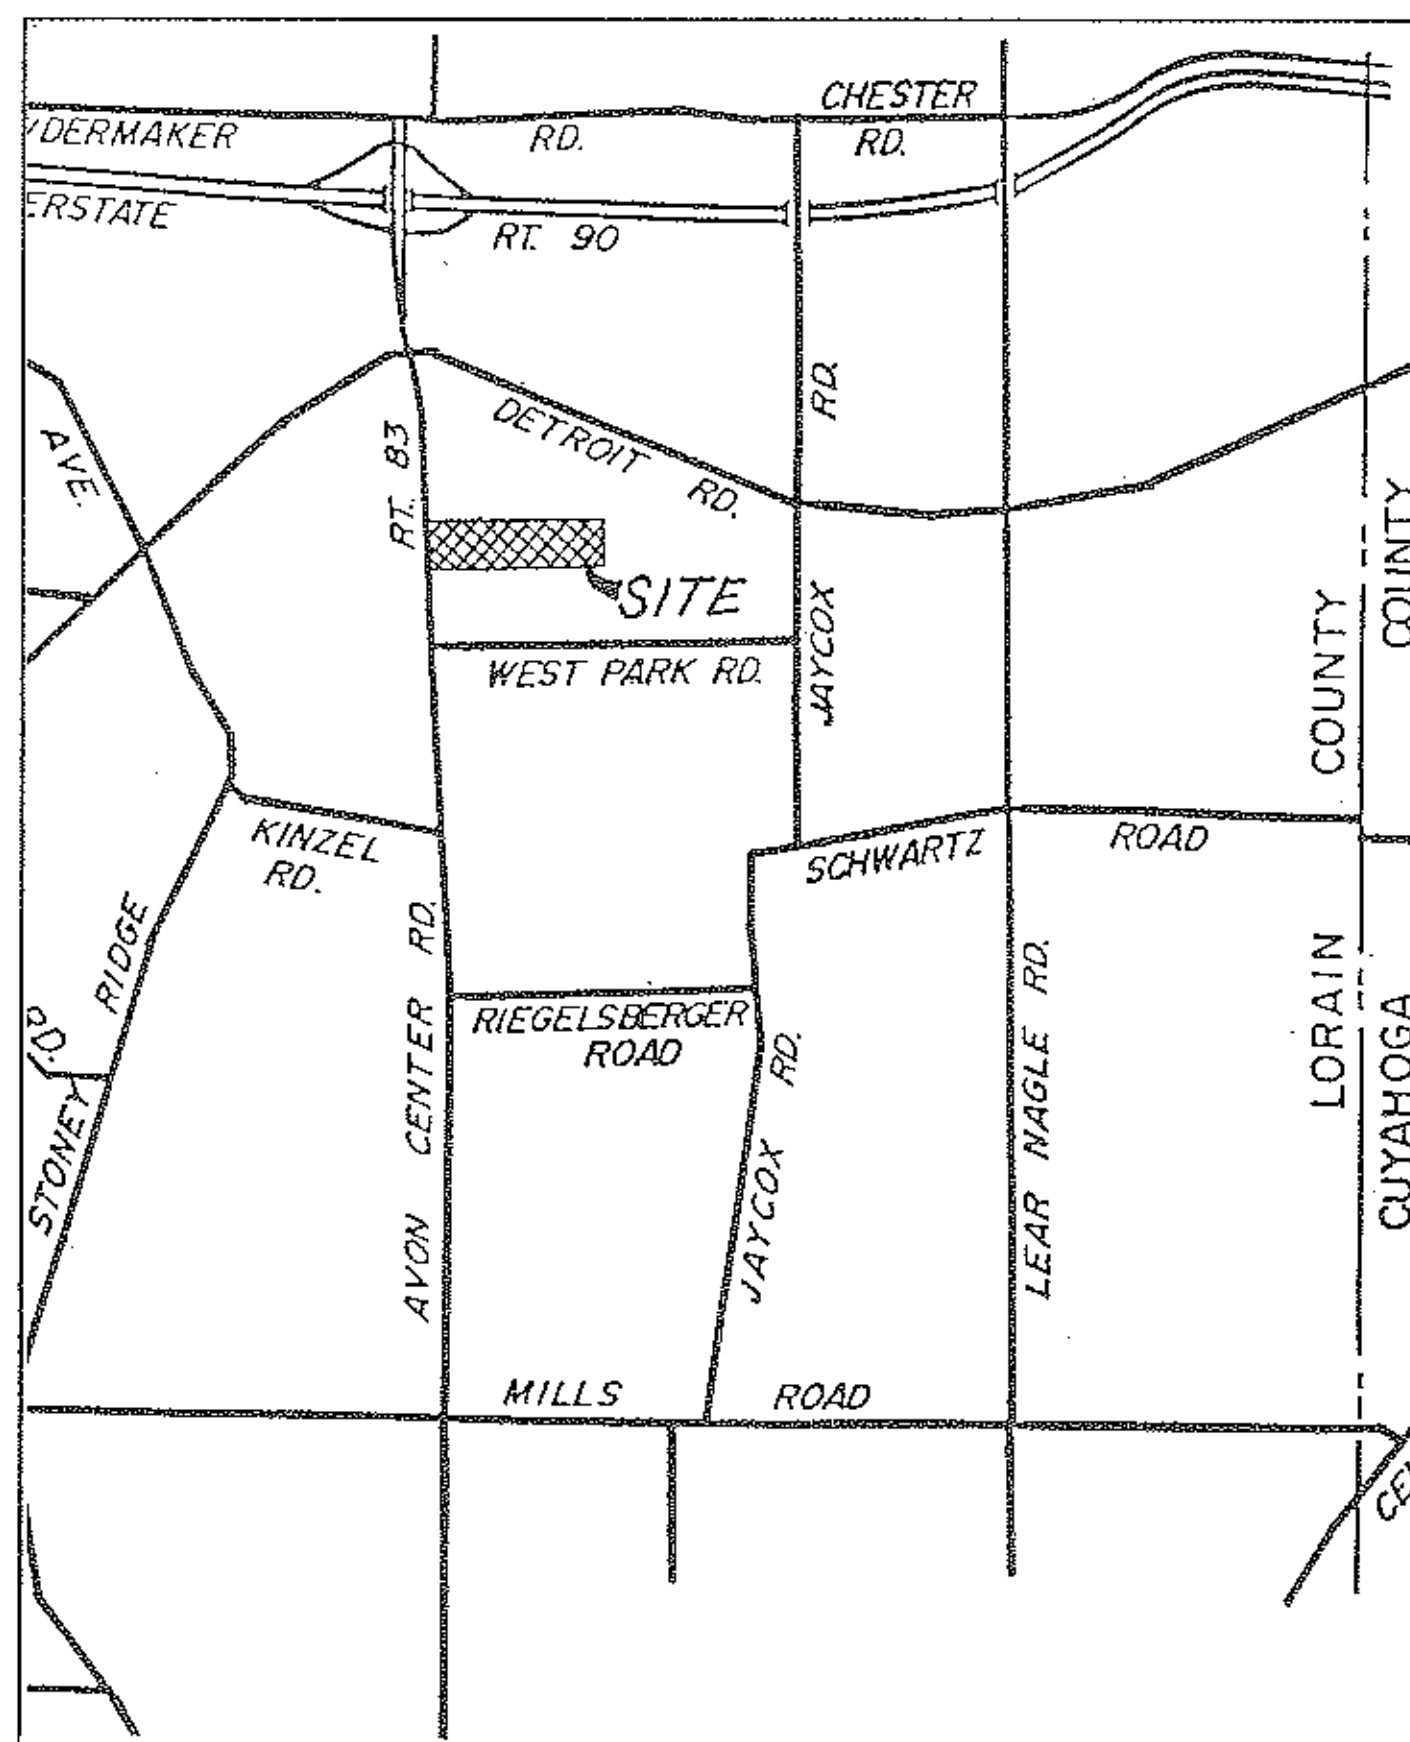 CHESTER
YDERMAKER
RD.
RD.
ERSTATE
RT. 90
RD.
DETROIT
RD.
AVE.
RT. 83
SITE
WEST PARK RD.
JAYCOX
COUNTY
COUNTY
KINZEL
RD.
SCHWARTZ
ROAD
RIDGE
STONEY
RD.
AVON CENTER RD.
RIEGELSBERGER
ROAD
JAYCOX RD.
LEAR NAGLE RD.
LORAIN
CUYAHOGA
MILLS ROAD
CEN